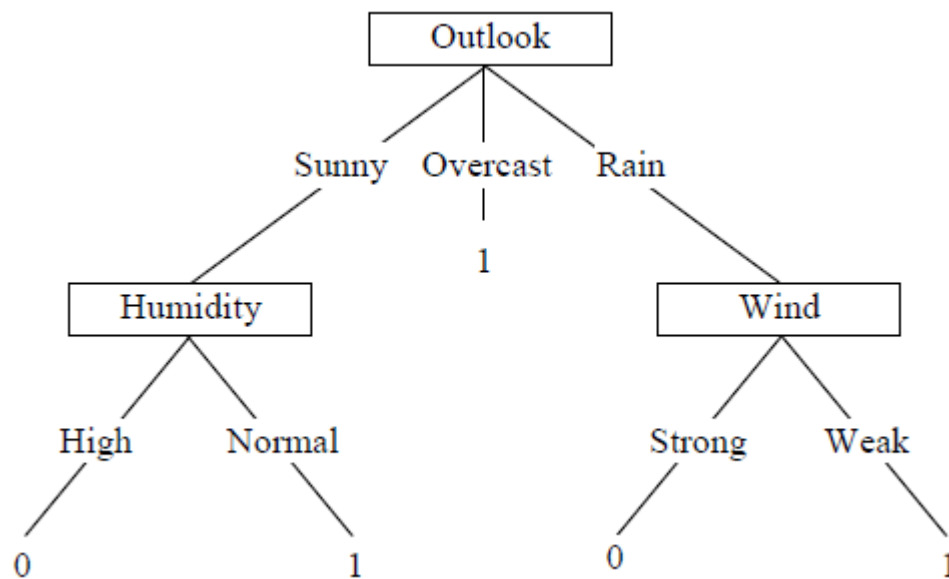 Outlook
Sunny Overcast Rain
1
Humidity Wind
High Normal Strong Weak
0 1 0 1